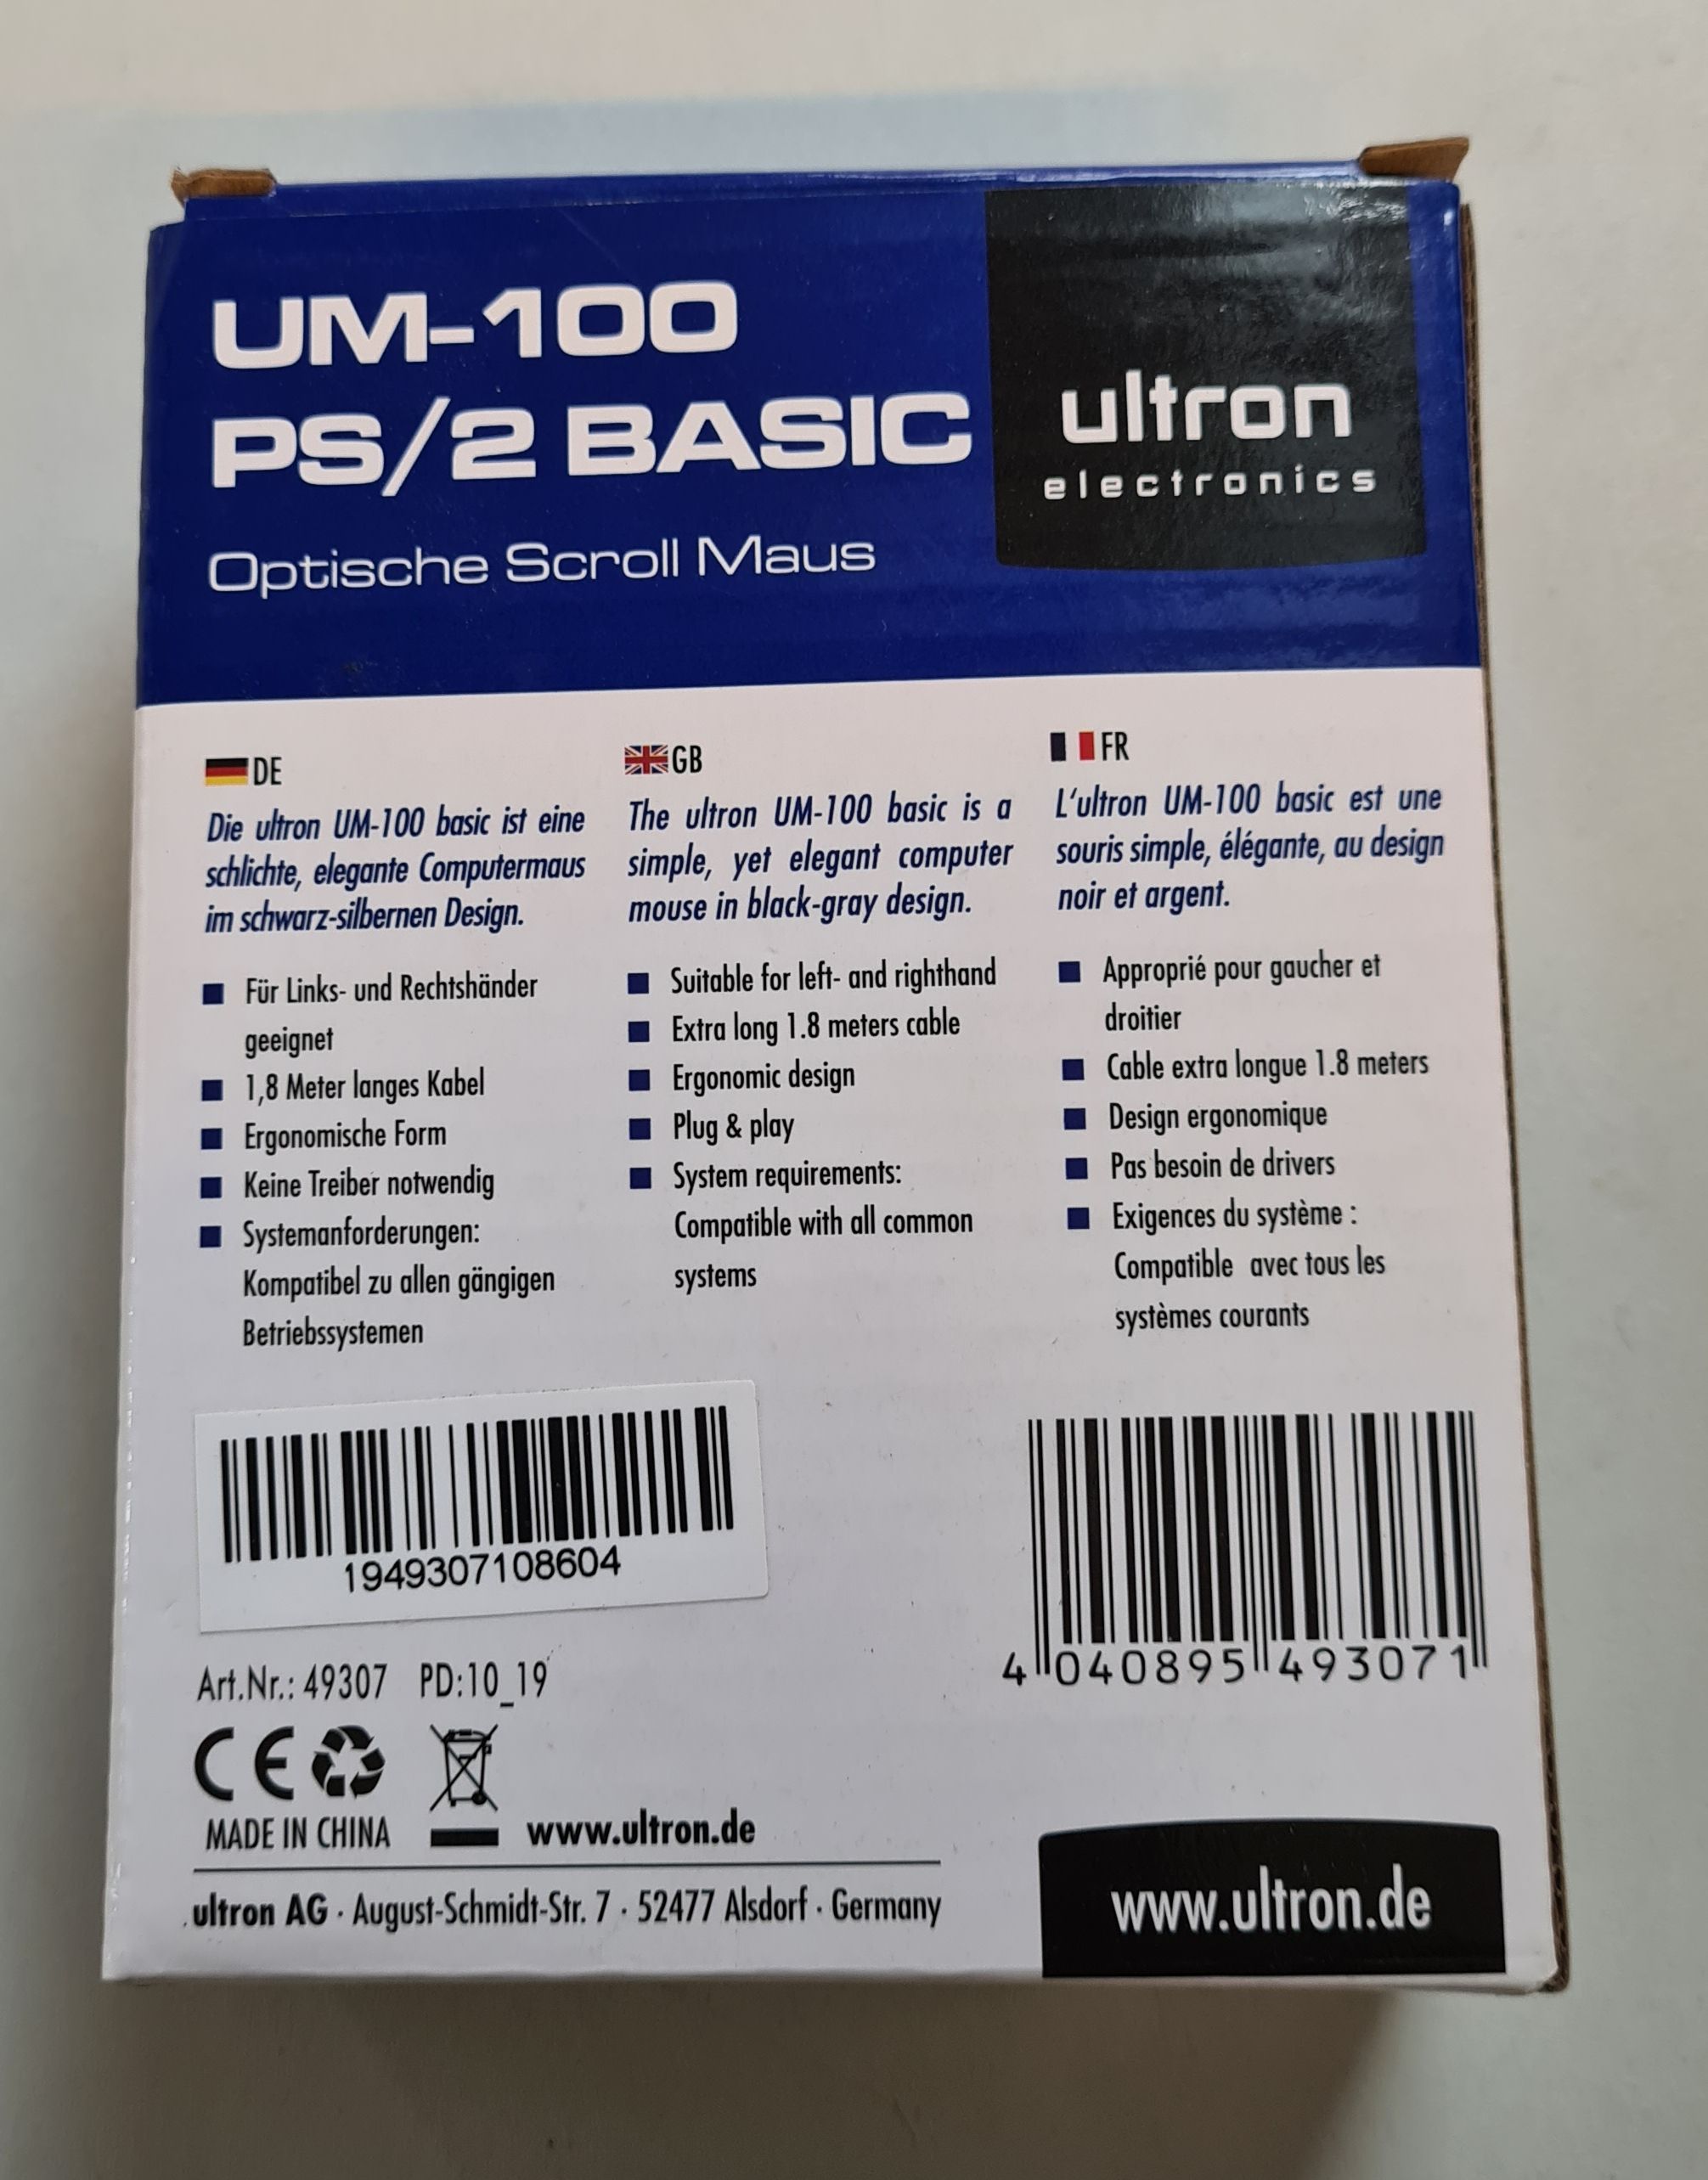 UM-100
PS/2 BASIC
Optische Scroll Maus
ultron
electronics
DE
Die ultron UM-100 basic ist eine
schlichte, elegante Computermaus
im schwarz-silbernen Design.
Für Links- und Rechtshänder
geeignet
1,8 Meter langes Kabel
Ergonomische Form
Keine Treiber notwendig
Systemanforderungen:
Kompatibel zu allen gängigen
Betriebssystemen
GB
The ultron UM-100 basic is a
simple, yet elegant computer
mouse in black-gray design.
Suitable for left- and righthand
Extra long 1.8 meters cable
Ergonomic design
Plug & play
System requirements:
Compatible with all common
systems
FR
L'ultron UM-100 basic est une
souris simple, élégante, au design
noir et argent.
Approprié pour gaucher et
droitier
Cable extra longue 1.8 meters
Design ergonomique
Pas besoin de drivers
Exigences du système :
Compatible avec tous les
systèmes courants
1949307108604
4 040895 493071
Art.Nr.: 49307 PD:10_19
CE
MADE IN CHINA
www.ultron.de
ultron AG · August-Schmidt-Str. 7 · 52477 Alsdorf · Germany
www.ultron.de